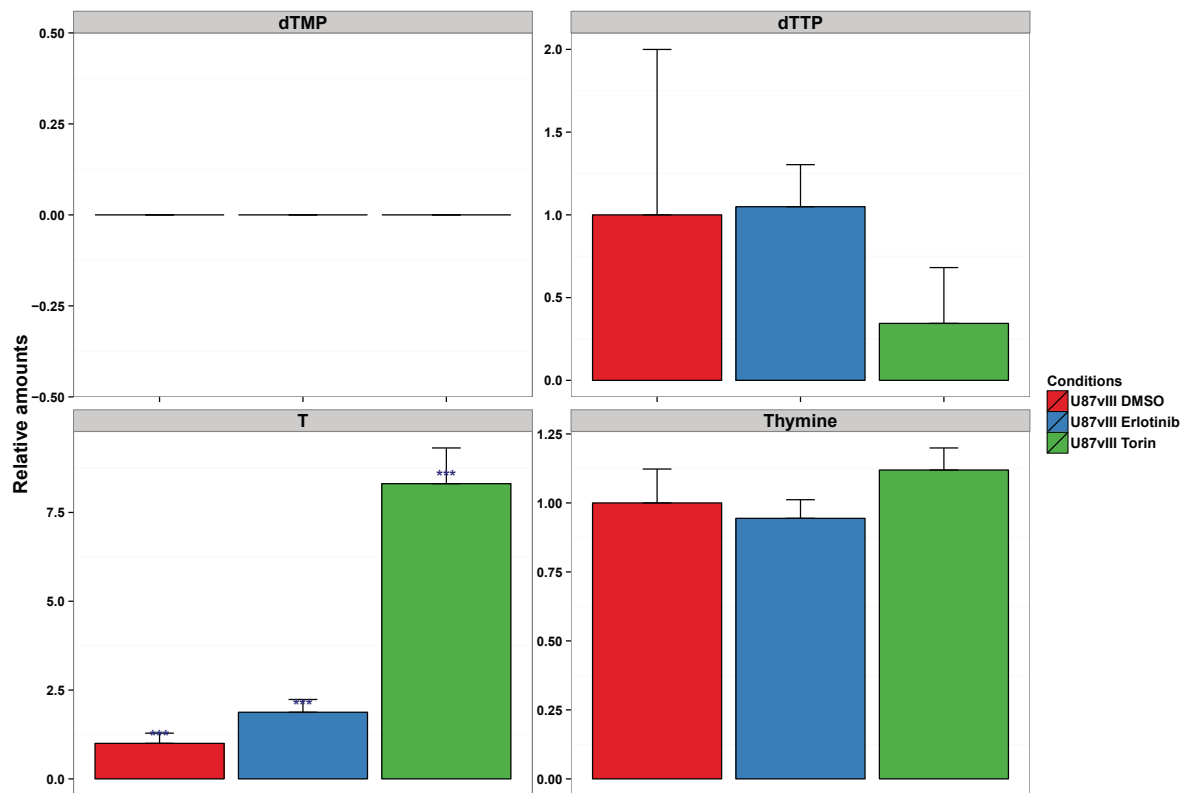 dTMP
dTTP
0.50
0.25
0.00
−0.25
−0.50
2.0
1.5
1.0
0.5
0.0
Relative amounts
T
Thymine
7.5
5.0
2.5
0.0
***
***
***
1.25
1.00
0.75
0.50
0.25
0.00
Conditions
U87vIII DMSO
U87vIII Erlotinib
U87vIII Torin